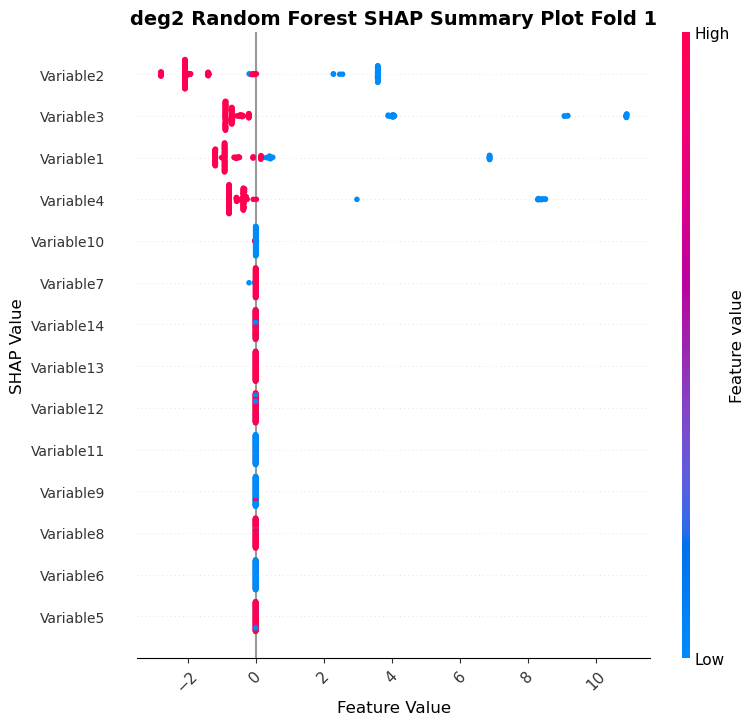 deg2 Random Forest SHAP Summary Plot Fold 1
High
Variable2
Variable3
Variable1
Variable4
Variable10
Variable7
Variable14
Variable13
Variable12
Variable11
Variable9
Variable8
Variable6
Variable5
SHAP Value
Feature value
Low
−2
0
2
4
6
8
10
Feature Value